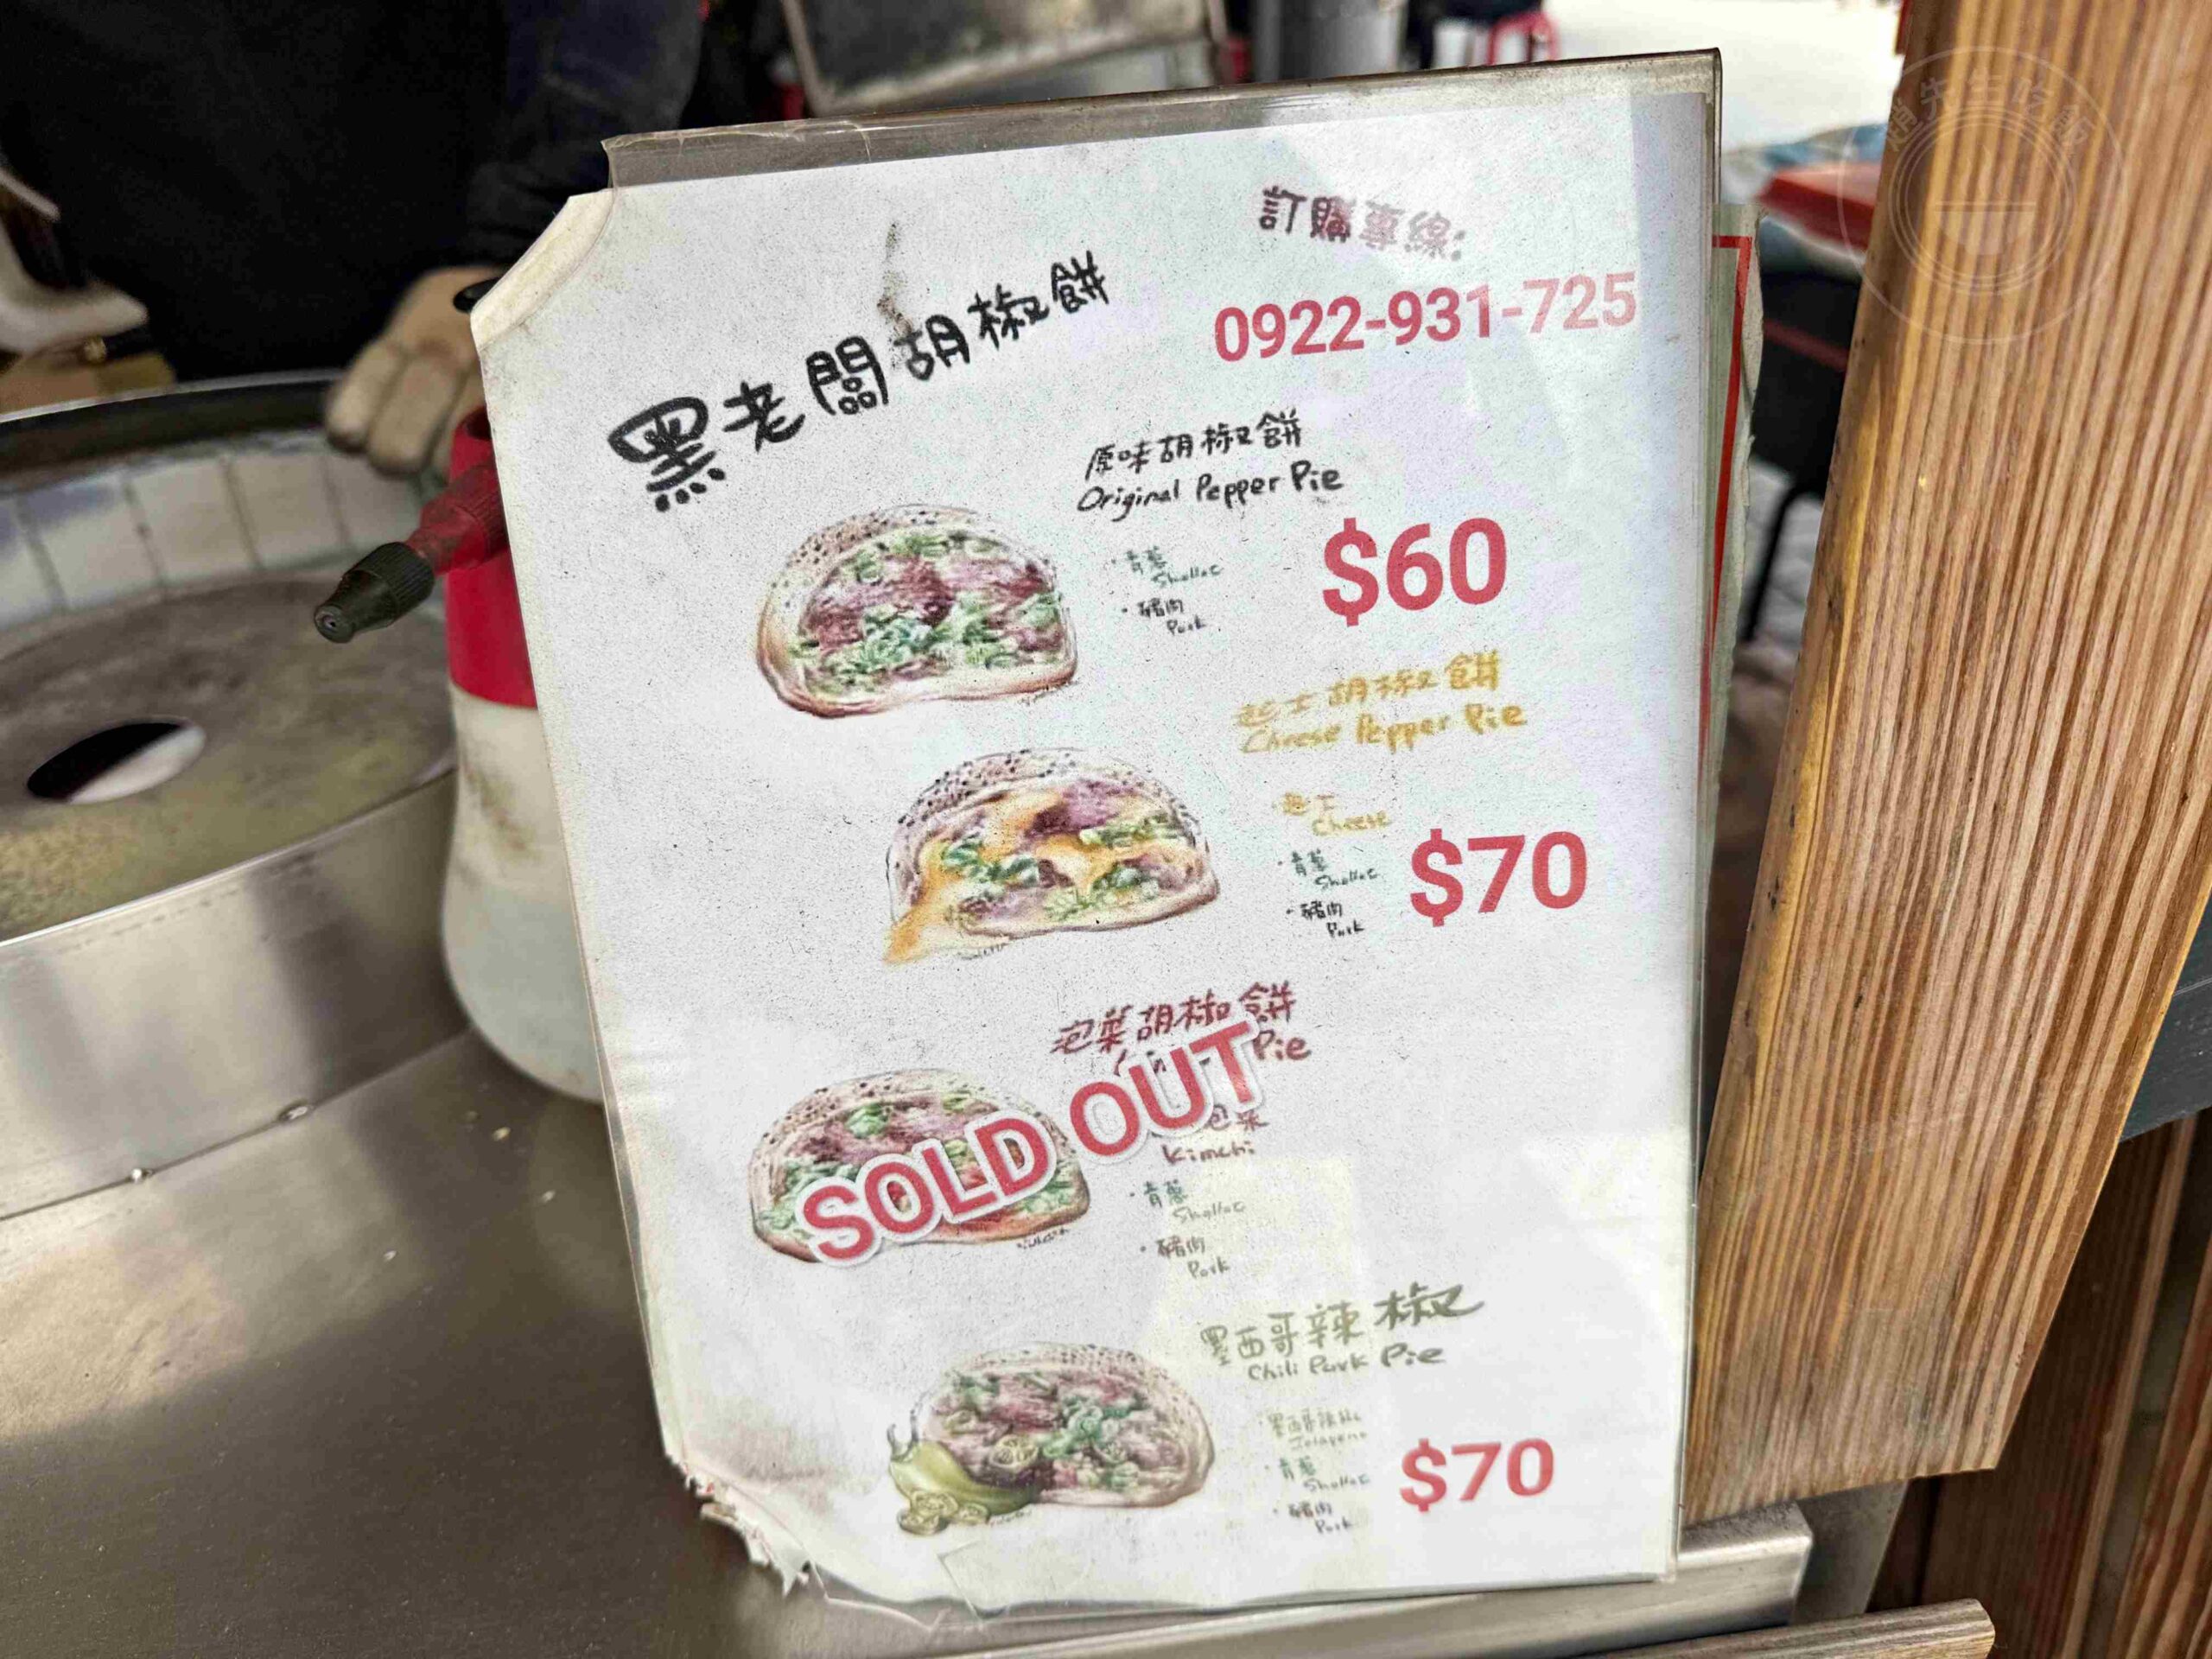 訂購專線:
0922-931-725
黑老闆胡椒餅
原味胡椒餅
Original Pepper Pie
·青蔥
Shallot
·豬肉
Pork
$60
起士胡椒餅
Cheese Pepper Pie
起士
Cheese
·青蔥
Shallot
·豬肉
Pork
$70
泡菜胡椒餅
Pie
SOLD OUT
Kimchi
·青蔥
Shallot
·豬肉
Pork
墨西哥辣椒
Chili Pork Pie
Jalapeno
·青蔥
Shallot
·豬肉
Pork
$70
先生吃飯